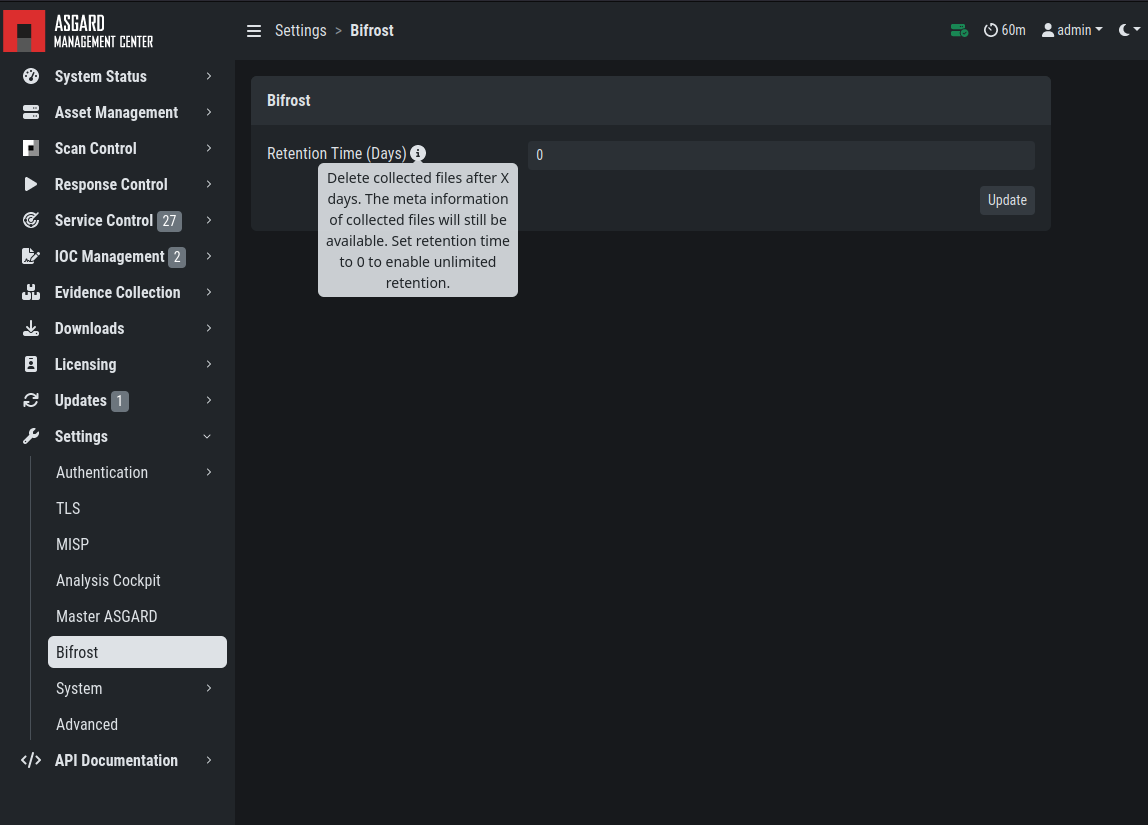 ASGARD
MANAGEMENT CENTER
Settings > Bifrost
60m
admin
System Status
Asset Management
Scan Control
Response Control
Service Control 27
IOC Management 2
Evidence Collection
Downloads
Licensing
Updates 1
Settings
Authentication
TLS
MISP
Analysis Cockpit
Master ASGARD
Bifrost
System
Advanced
API Documentation
Bifrost
Retention Time (Days)
0
Delete collected files after X
days. The meta information
of collected files will still be
available. Set retention time
to 0 to enable unlimited
retention.
Update